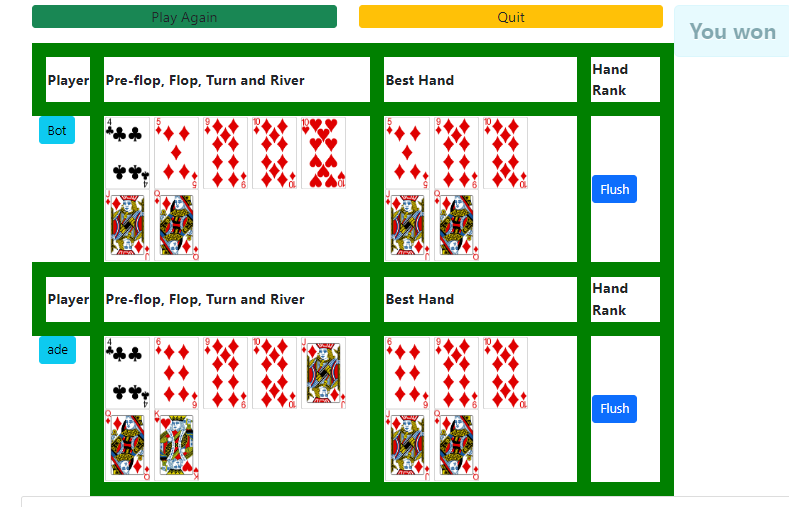 Play Again
Quit
You won
Player
Pre-flop, Flop, Turn and River
Best Hand
Hand
Rank
Bot
4 5 9 10 10
5 9 10
J Q
J Q
Flush
Player
Pre-flop, Flop, Turn and River
Best Hand
Hand
Rank
ade
4 6 9 10 J
6 9 10
Q K
J Q
Flush